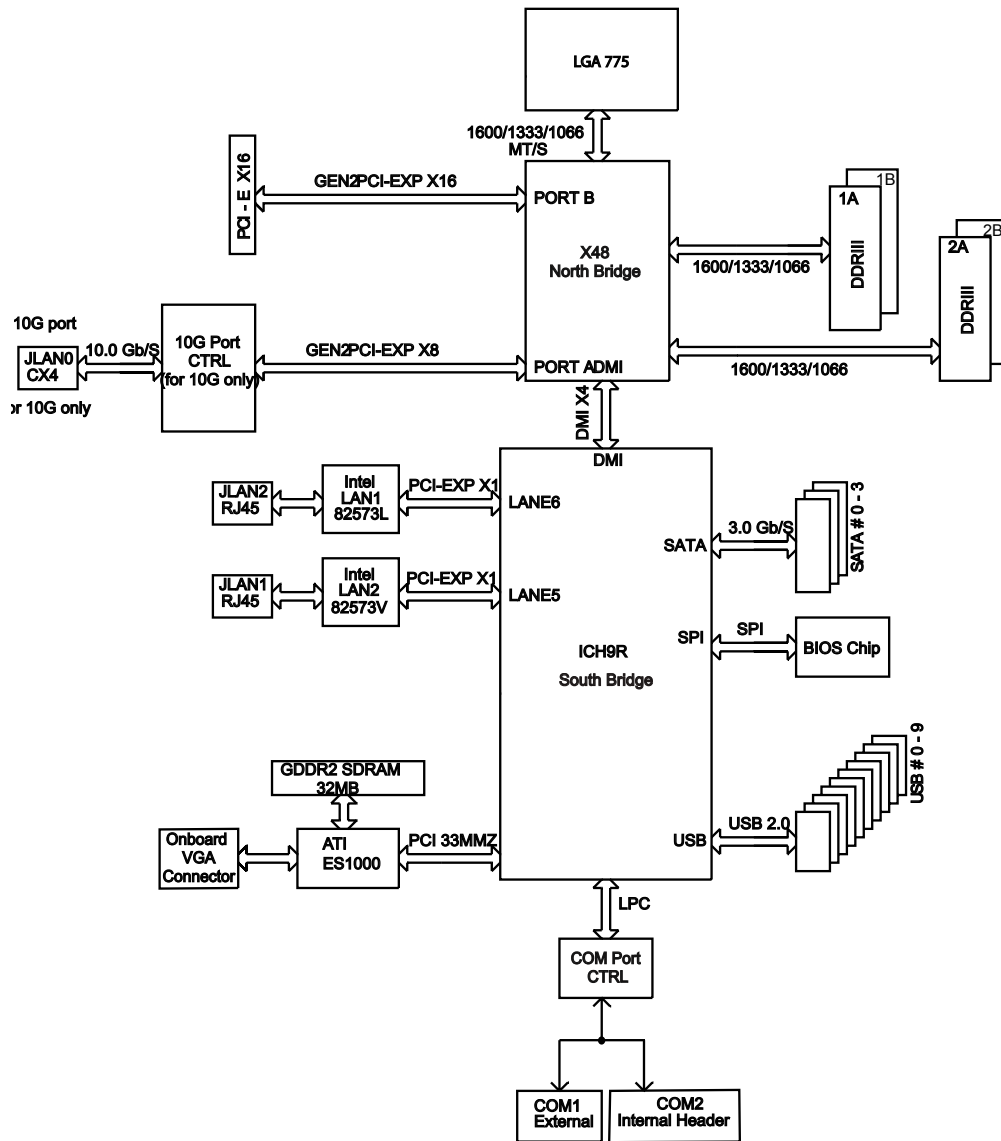 LGA 775
1600/1333/1066
MT/S
PCI - E X16
GEN2PCI-EXP X16
PORT B
X48
North Bridge
1A
1B
DDRIII
1600/1333/1066
2A
2B
DDRIII
1600/1333/1066
10G port
JLAN0
CX4
or 10G only
10.0 Gb/S
10G Port
CTRL
(for 10G only)
GEN2PCI-EXP X8
PORT ADMI
DMI X4
DMI
JLAN2
RJ45
Intel
LAN1
82573L
PCI-EXP X1
LANE6
JLAN1
RJ45
Intel
LAN2
82573V
PCI-EXP X1
LANE5
SATA
3.0 Gb/S
SATA # 0 - 3
SPI
SPI
BIOS Chip
ICH9R
South Bridge
GDDR2 SDRAM
32MB
Onboard
VGA
Connector
ATI
ES1000
PCI 33MMZ
USB
USB 2.0
USB # 0 - 9
LPC
COM Port
CTRL
COM1
External
COM2
Internal Header